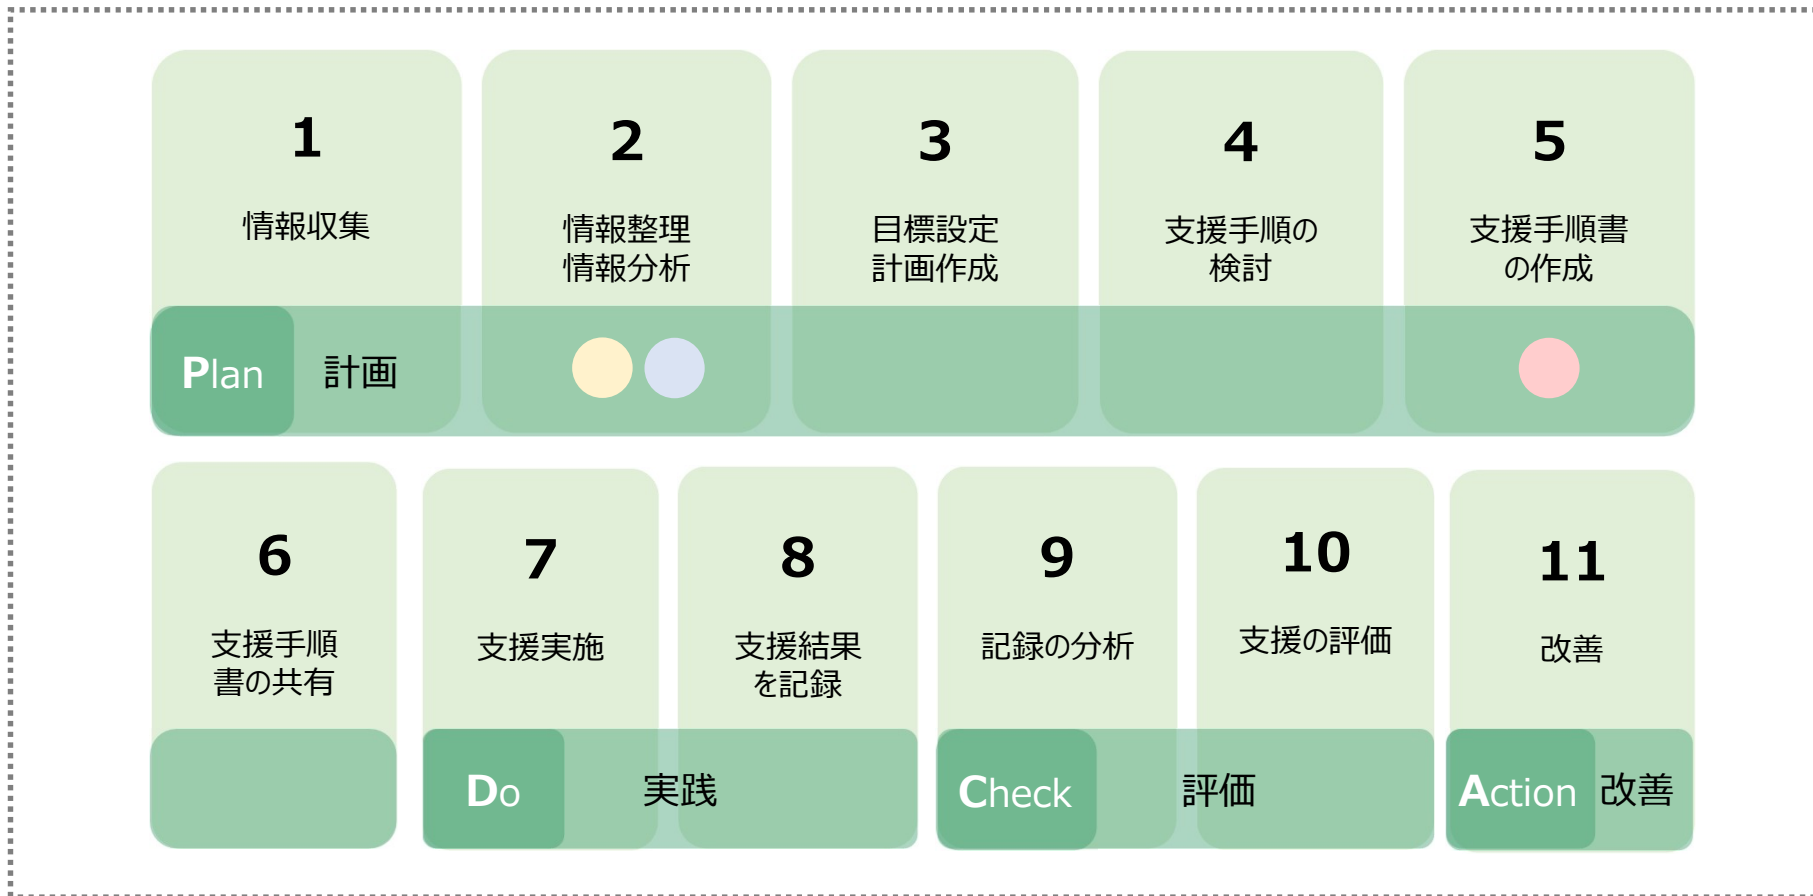 1
情報収集
2
情報整理
情報分析
3
目標設定
計画作成
4
支援手順の
検討
5
支援手順書
の作成
Plan
計画
6
支援手順
書の共有
7
支援実施
8
支援結果
を記録
9
記録の分析
10
支援の評価
11
改善
Do
実践
Check
評価
Action
改善